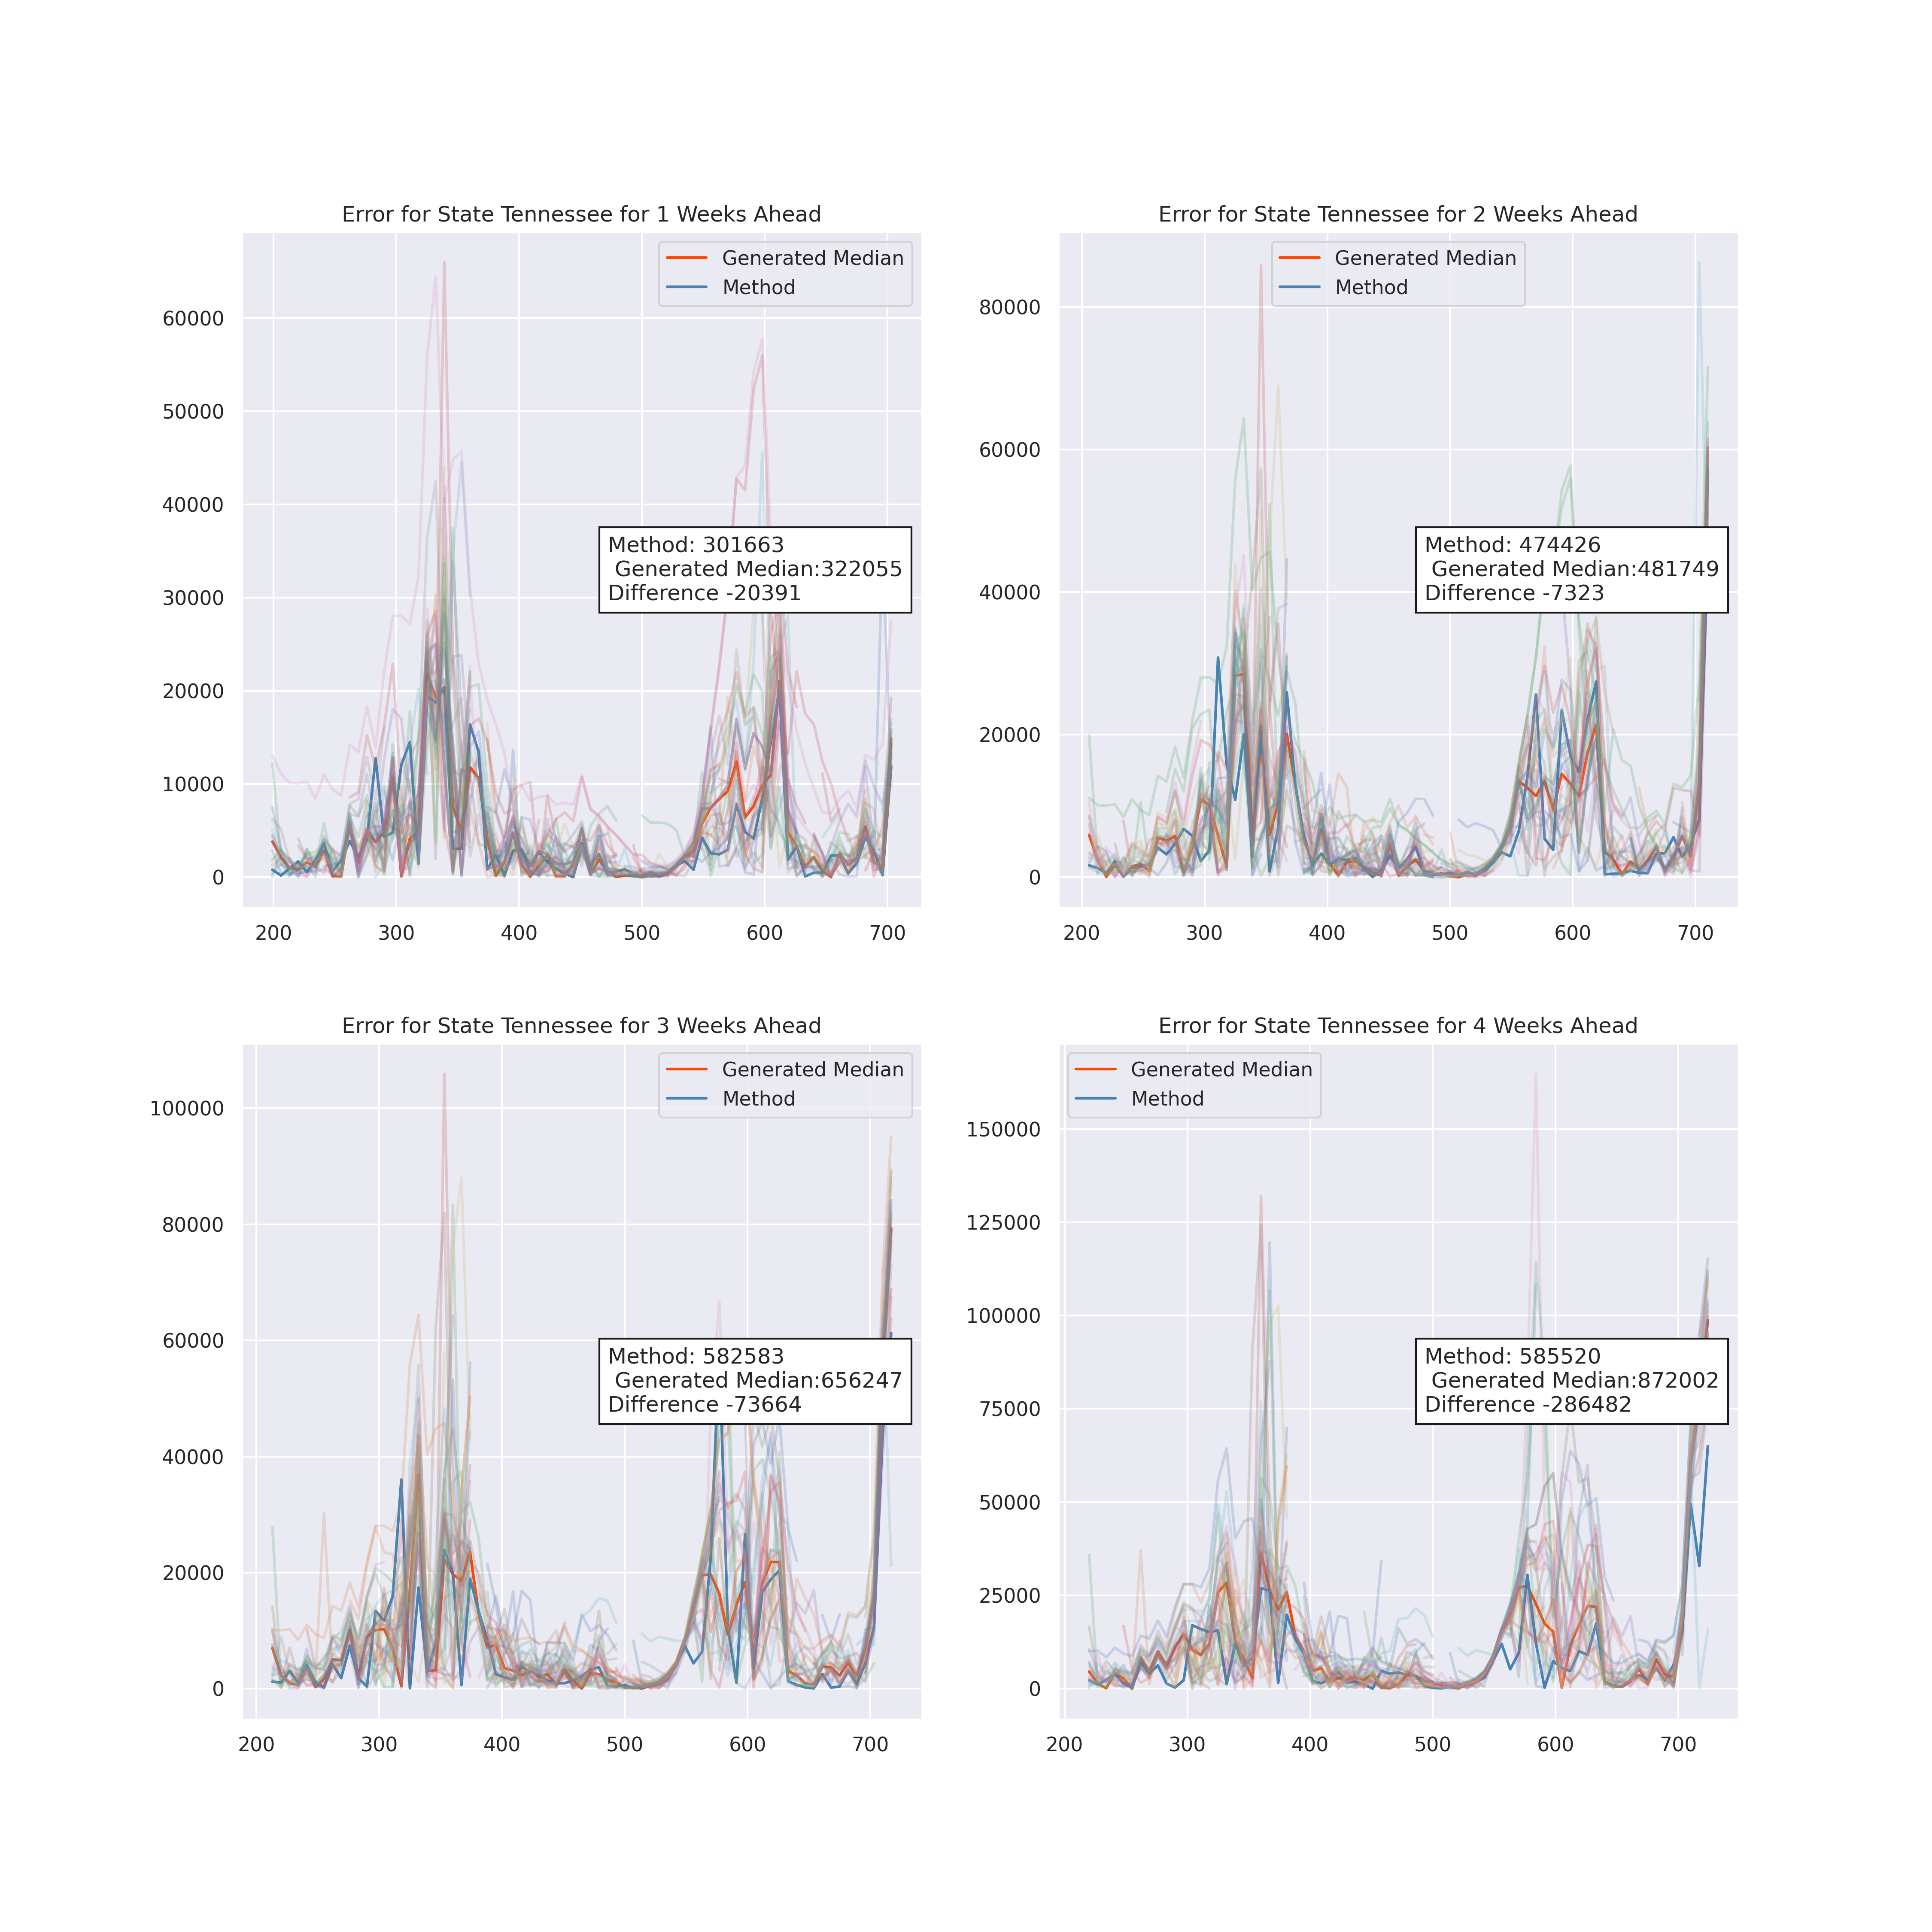 Error for State Tennessee for 1 Weeks Ahead
Generated Median
Method
60000
50000
40000
30000
20000
10000
0
Method: 301663
Generated Median:322055
Difference -20391
200 300 400 500 600 700
Error for State Tennessee for 2 Weeks Ahead
Generated Median
Method
80000
60000
40000
20000
0
Method: 474426
Generated Median:481749
Difference -7323
200 300 400 500 600 700
Error for State Tennessee for 3 Weeks Ahead
Generated Median
Method
100000
80000
60000
40000
20000
0
Method: 582583
Generated Median:656247
Difference -73664
200 300 400 500 600 700
Error for State Tennessee for 4 Weeks Ahead
Generated Median
Method
150000
125000
100000
75000
50000
25000
0
Method: 585520
Generated Median:872002
Difference -286482
200 300 400 500 600 700